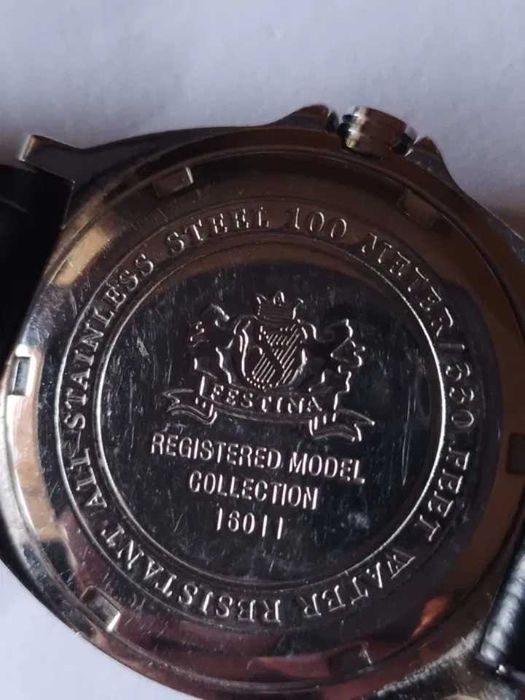 ALL STAINLESS STEEL 100 METER/330 FEET WATER RESISTANT
FESTINA
REGISTERED MODEL
COLLECTION
16011